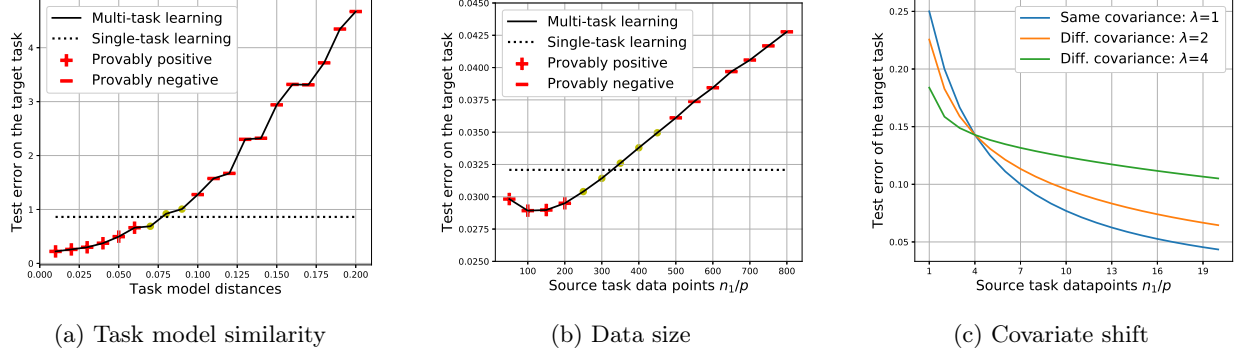 Test error on the target task
4
3
2
1
0
0.000 0.025 0.050 0.075 0.100 0.125 0.150 0.175 0.200
Task model distances
Multi-task learning
Single-task learning
Provably positive
Provably negative
(a) Task model similarity
Test error on the target task
0.0450
0.0425
0.0400
0.0375
0.0350
0.0325
0.0300
0.0275
0.0250
100 200 300 400 500 600 700 800
Source task data points n₁/p
Multi-task learning
Single-task learning
Provably positive
Provably negative
(b) Data size
Test error of the target task
0.25
0.20
0.15
0.10
0.05
1 4 7 10 13 16 19
Source task datapoints n₁/p
Same covariance: λ=1
Diff. covariance: λ=2
Diff. covariance: λ=4
(c) Covariate shift